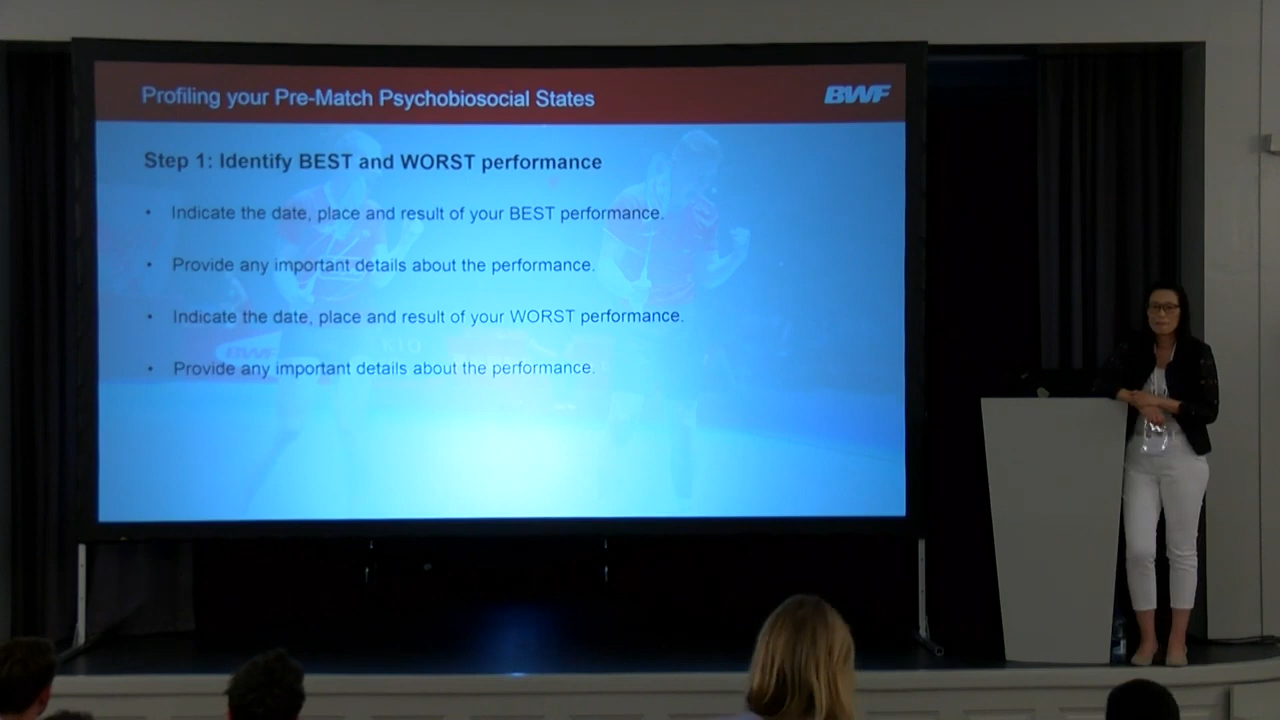 Profiling your Pre-Match Psychobiosocial States
BWF
Step 1: Identify BEST and WORST performance
• Indicate the date, place and result of your BEST performance.
• Provide any important details about the performance.
• Indicate the date, place and result of your WORST performance.
• Provide any important details about the performance.
BWF